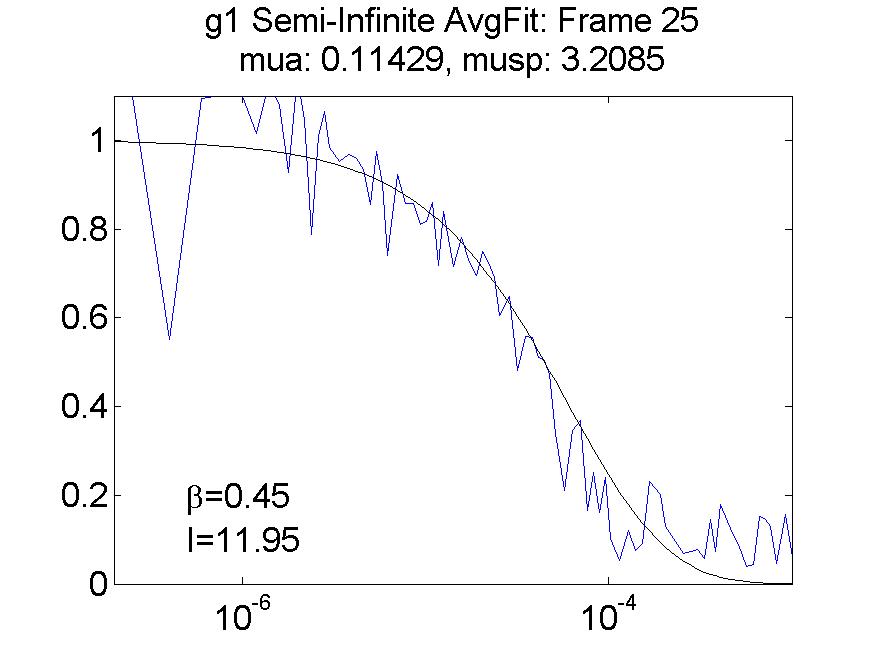 g1 Semi-Infinite AvgFit: Frame 25
mua: 0.11429, musp: 3.2085
1
0.8
0.6
0.4
0.2
0
β=0.45
I=11.95
10^-6
10^-4